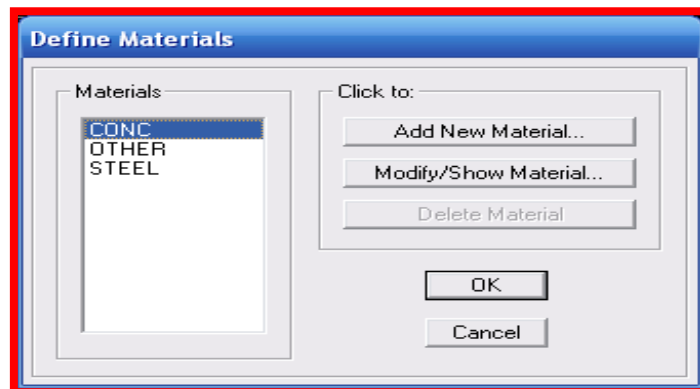 Define Materials
Materials
CONC
OTHER
STEEL
Click to:
Add New Material...
Modify/Show Material...
Delete Material
OK
Cancel